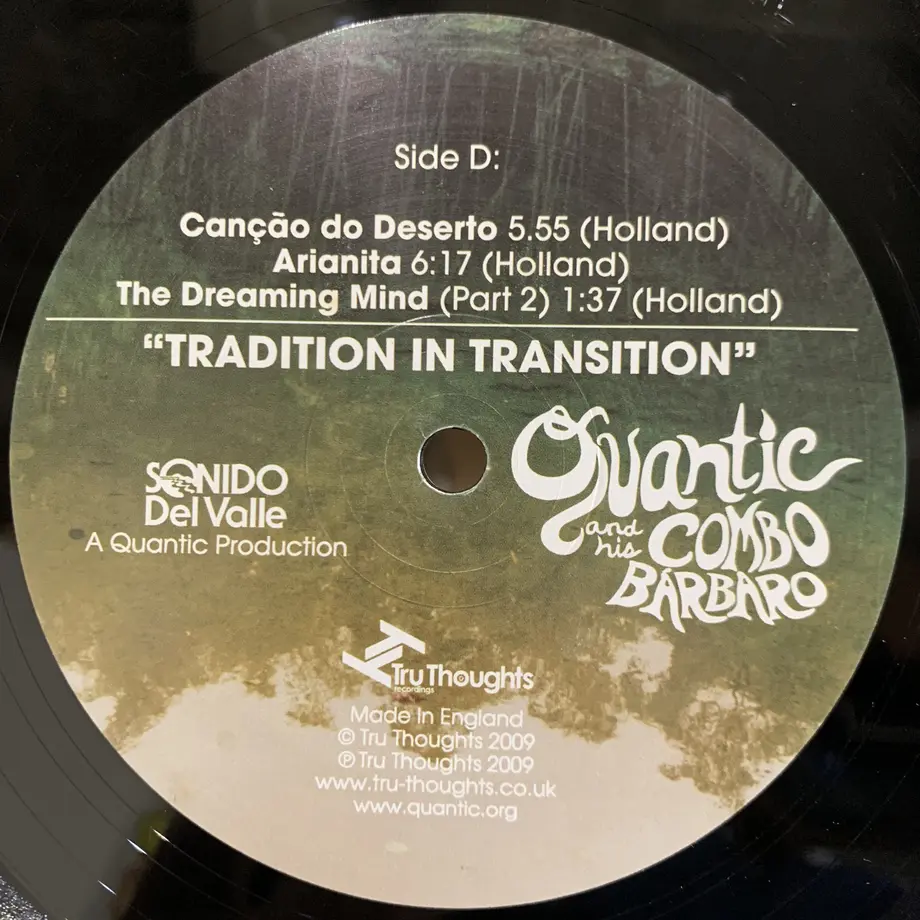 Side D:
Canção do Deserto 5.55 (Holland)
Arianita 6:17 (Holland)
The Dreaming Mind (Part 2) 1:37 (Holland)
“TRADITION IN TRANSITION”
SONIDO
Del Valle
A Quantic Production
Quantic
and his COMBO
BÁRBARO
Tru Thoughts
recordings
Made In England
© Tru Thoughts 2009
℗ Tru Thoughts 2009
www.tru-thoughts.co.uk
www.quantic.org